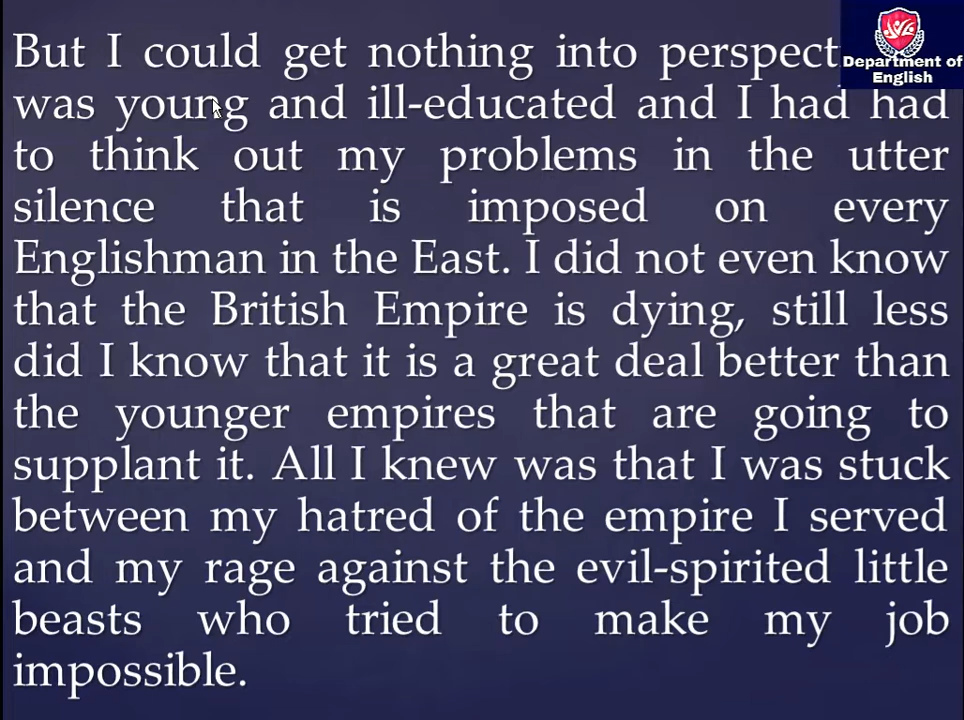 But I could get nothing into perspect
was young and ill-educated and I had had
to think out my problems in the utter
silence that is imposed on every
Englishman in the East. I did not even know
that the British Empire is dying, still less
did I know that it is a great deal better than
the younger empires that are going to
supplant it. All I knew was that I was stuck
between my hatred of the empire I served
and my rage against the evil-spirited little
beasts who tried to make my job
impossible.
Department of
English